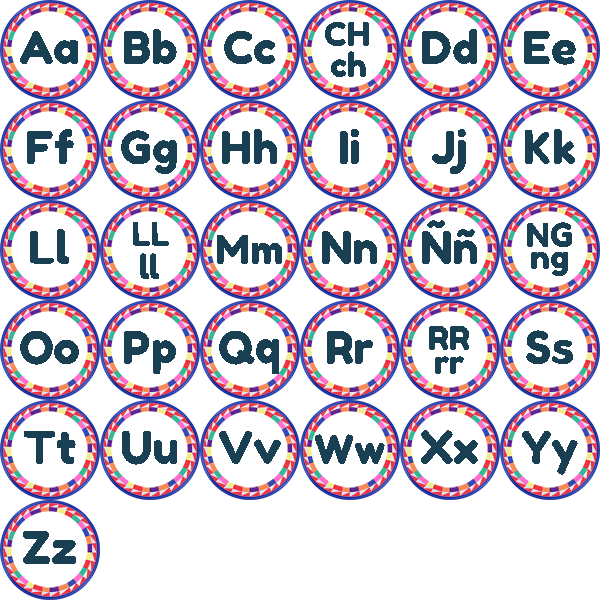 Aa Bb Cc CH Dd Ee
ch
Ff Gg Hh Ii Jj Kk
Ll LL Mm Nn Ññ NG
ll ng
Oo Pp Qq Rr RR Ss
rr
Tt Uu Vv Ww Xx Yy
Zz